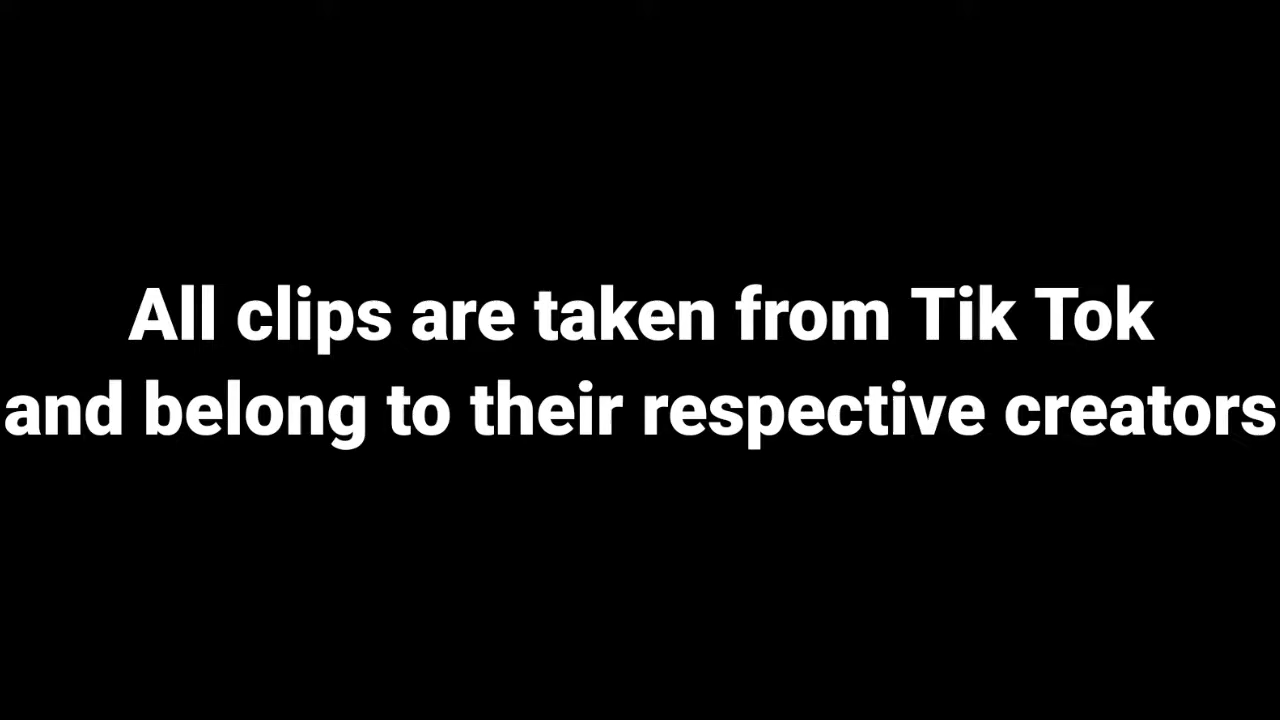 All clips are taken from Tik Tok
and belong to their respective creators